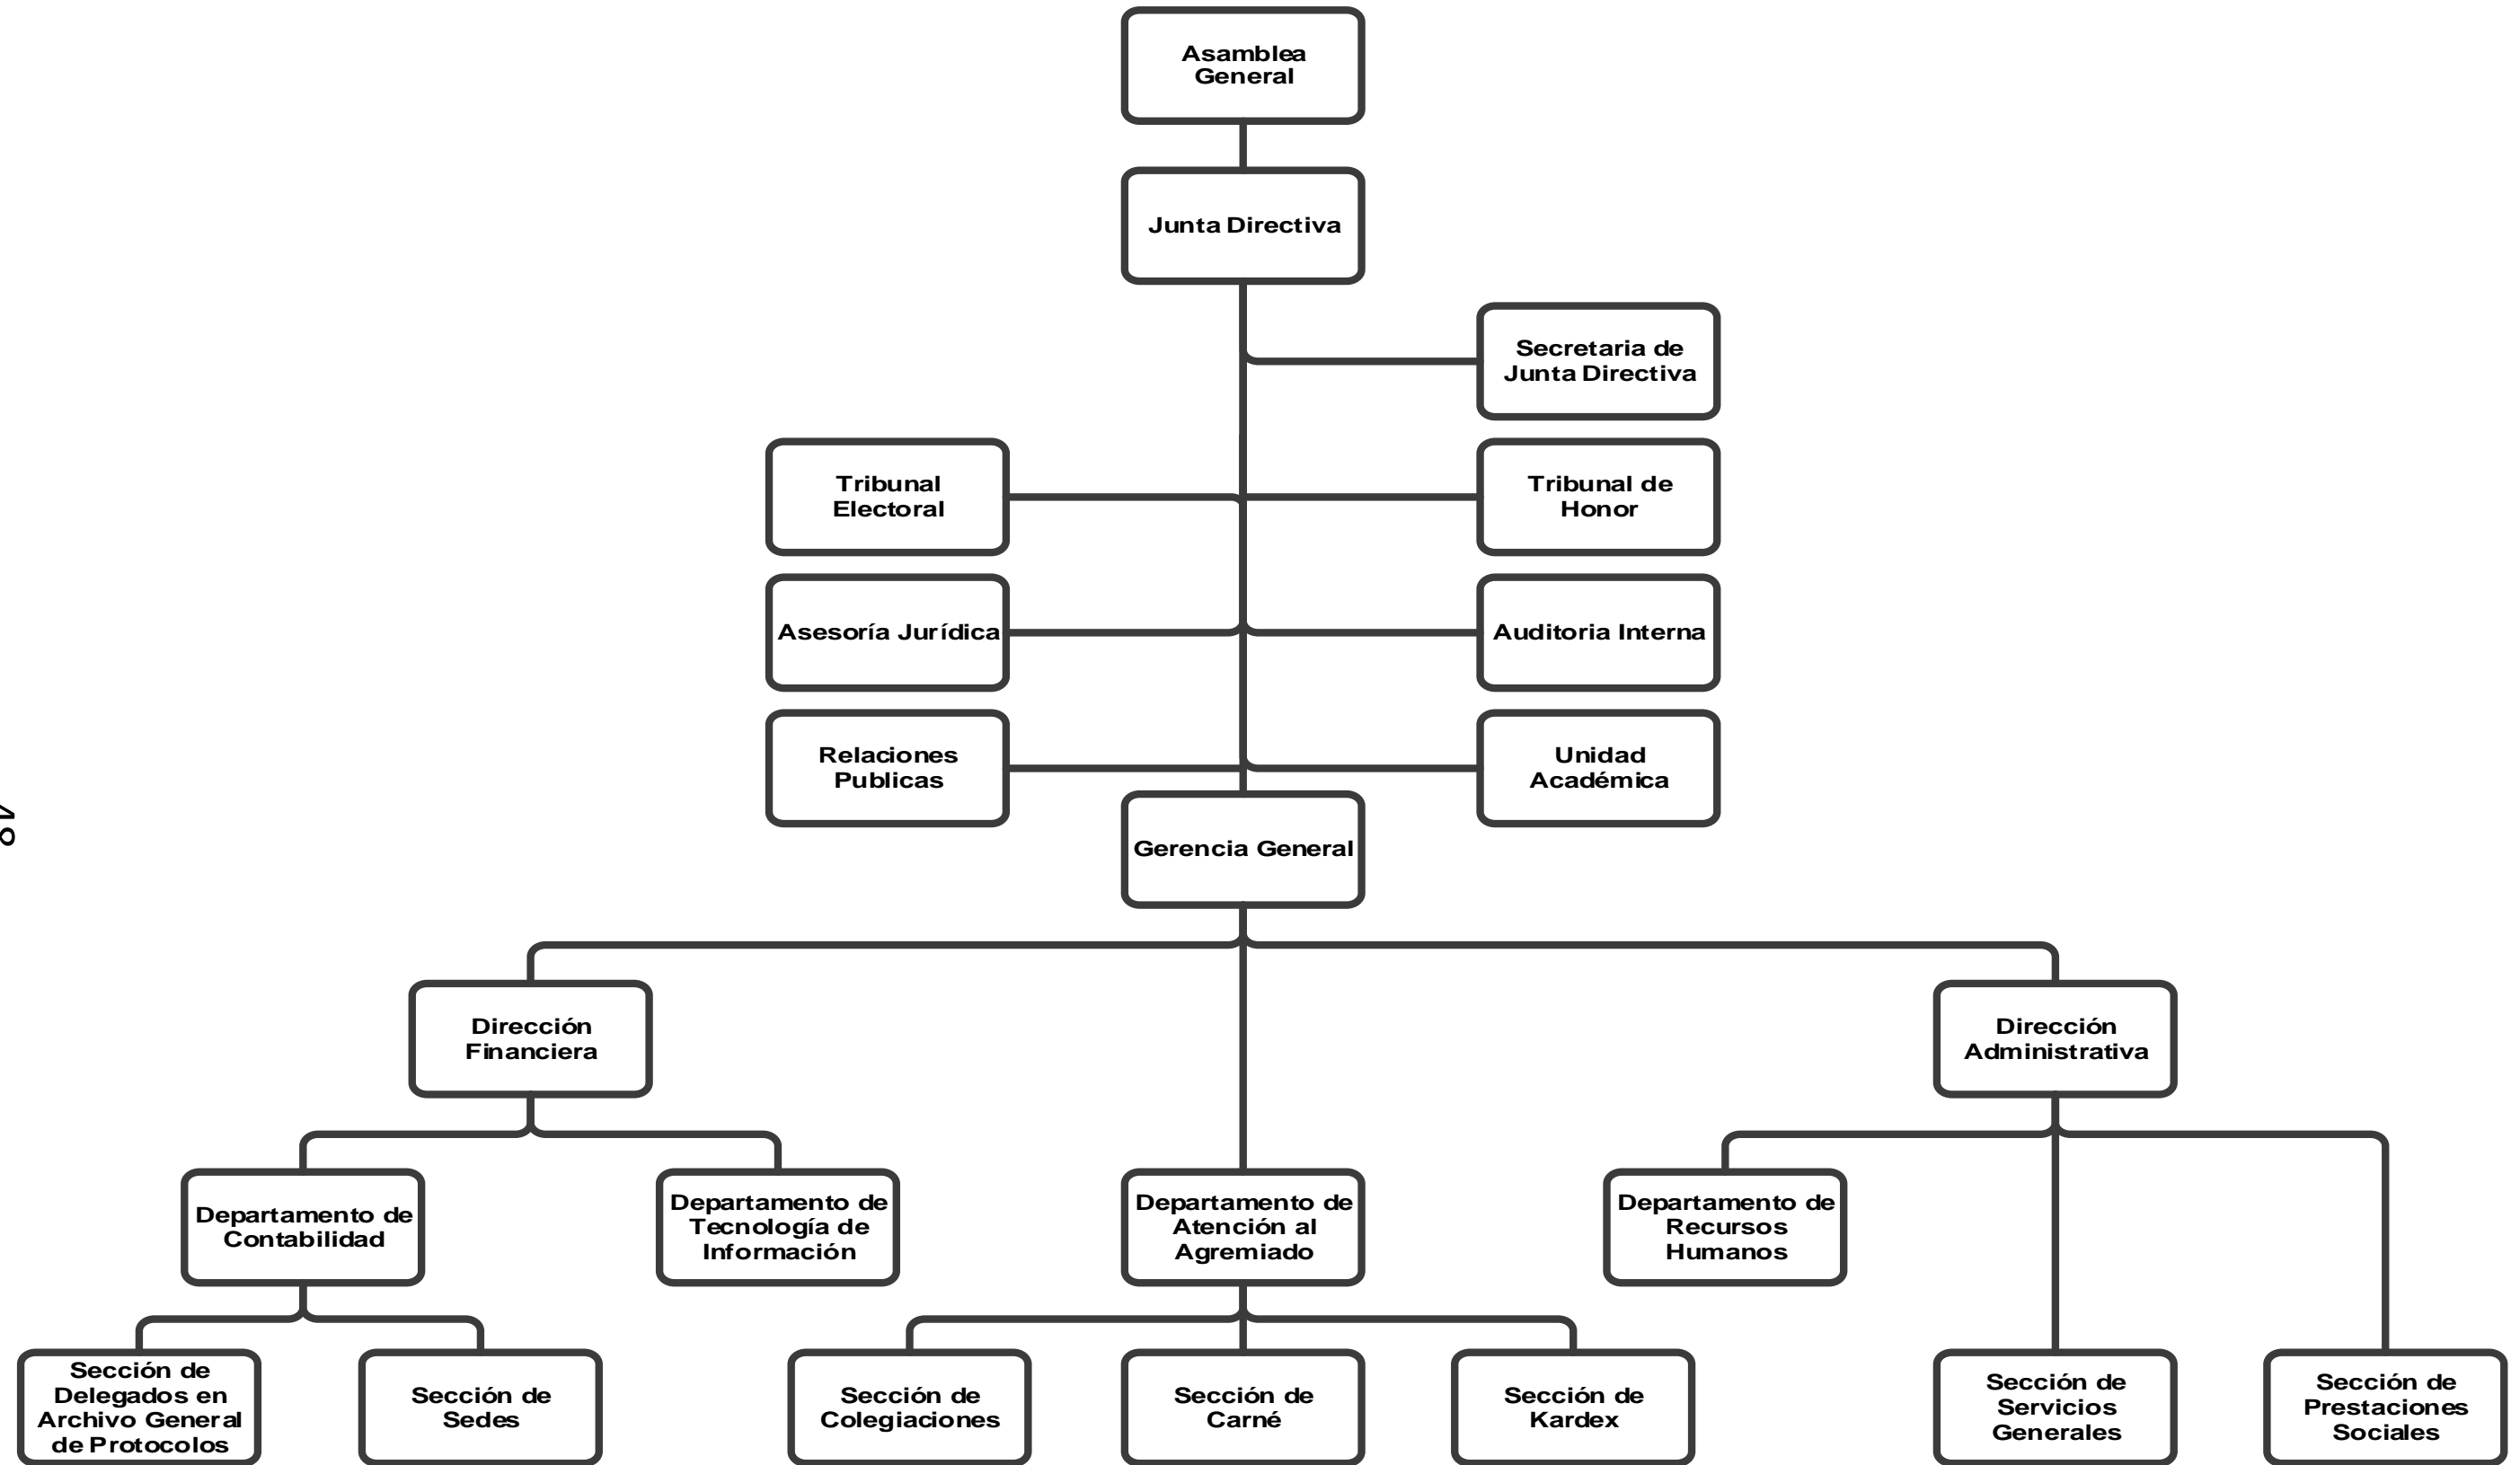 Asamblea
General
Junta Directiva
Secretaria de
Junta Directiva
Tribunal
Electoral
Tribunal de
Honor
Asesoría Jurídica
Auditoria Interna
Relaciones
Publicas
Unidad
Académica
Gerencia General
Dirección
Financiera
Dirección
Administrativa
Departamento de
Contabilidad
Departamento de
Tecnología de
Información
Departamento de
Atención al
Agremiado
Departamento de
Recursos
Humanos
Sección de
Delegados en
Archivo General
de Protocolos
Sección de
Sedes
Sección de
Colegiaciones
Sección de
Carné
Sección de
Kardex
Sección de
Servicios
Generales
Sección de
Prestaciones
Sociales